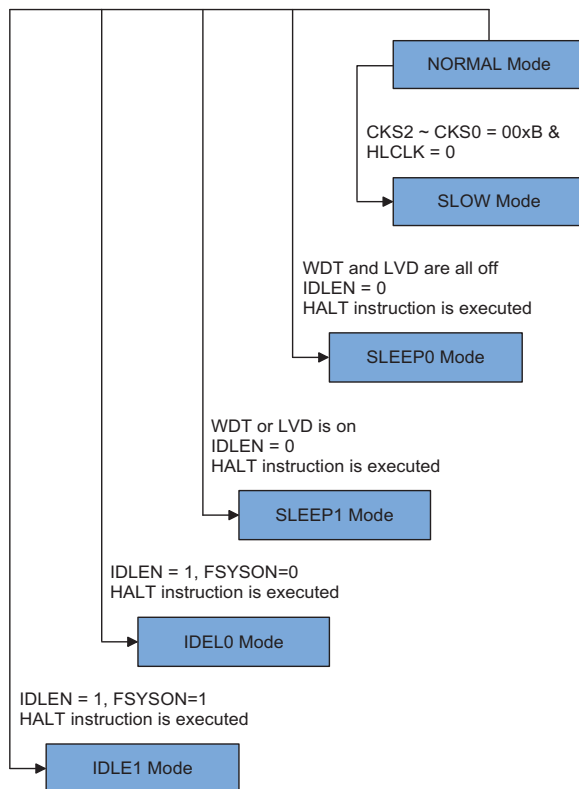 NORMAL Mode
CKS2 ~ CKS0 = 00xB &
HLCLK = 0
SLOW Mode
WDT and LVD are all off
IDLEN = 0
HALT instruction is executed
SLEEP0 Mode
WDT or LVD is on
IDLEN = 0
HALT instruction is executed
SLEEP1 Mode
IDLEN = 1, FSYSON=0
HALT instruction is executed
IDEL0 Mode
IDLEN = 1, FSYSON=1
HALT instruction is executed
IDLE1 Mode